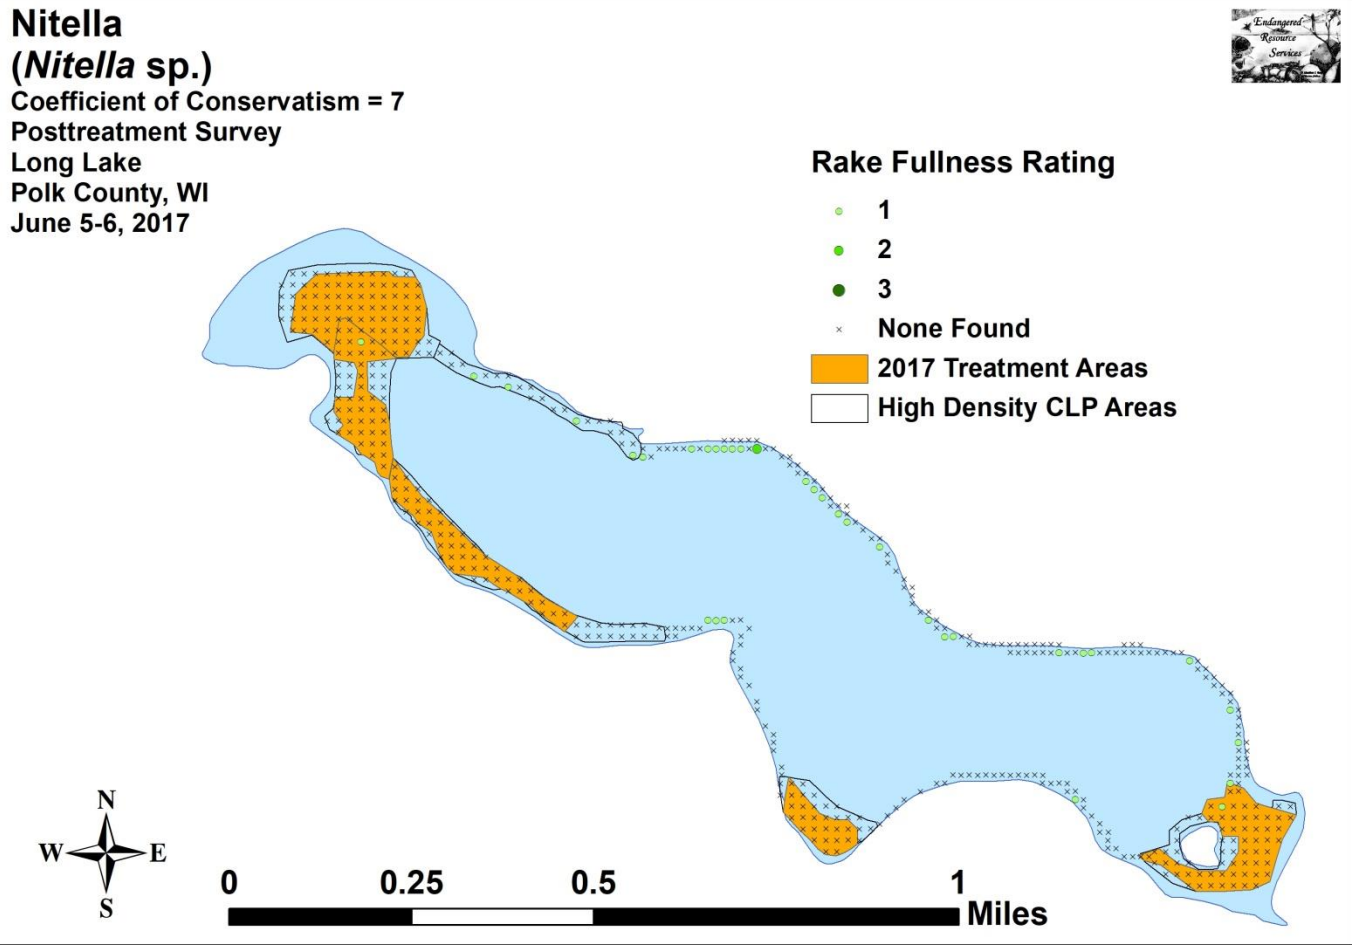 Nitella
(Nitella sp.)
Coefficient of Conservatism = 7
Posttreatment Survey
Long Lake
Polk County, WI
June 5-6, 2017
Endangered
Resource
Services
Rake Fullness Rating
1
2
3
None Found
2017 Treatment Areas
High Density CLP Areas
N
W E
S
0 0.25 0.5 1
Miles